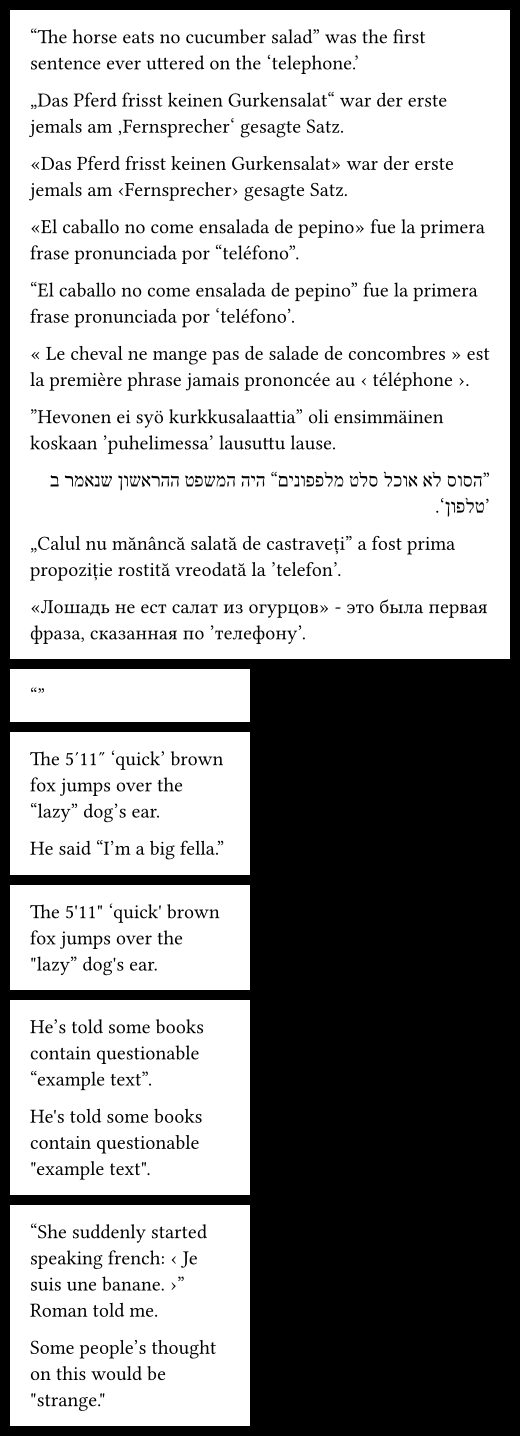 “The horse eats no cucumber salad” was the first
sentence ever uttered on the ‘telephone.’
„Das Pferd frisst keinen Gurkensalat“ war der erste
jemals am ‚Fernsprecher‘ gesagte Satz.
«Das Pferd frisst keinen Gurkensalat» war der erste
jemals am ‹Fernsprecher› gesagte Satz.
«El caballo no come ensalada de pepino» fue la primera
frase pronunciada por “teléfono”.
“El caballo no come ensalada de pepino” fue la primera
frase pronunciada por ‘teléfono’.
« Le cheval ne mange pas de salade de concombres » est
la première phrase jamais prononcée au ‹ téléphone ›.
”Hevonen ei syö kurkkusalaattia” oli ensimmäinen
koskaan ’puhelimessa’ lausuttu lause.
”הסוס לא אוכל סלט מלפפונים“ היה המשפט ההראשון שנאמר ב
’טלפון‘.
„Calul nu mănâncă salată de castraveți” a fost prima
propoziție rostită vreodată la ’telefon’.
«Лошадь не ест салат из огурцов» - это была первая
фраза, сказанная по ’телефону’.
“”
The 5′11″ ‘quick’ brown
fox jumps over the
“lazy” dog’s ear.
He said “I’m a big fella.”
The 5'11" ‘quick' brown
fox jumps over the
"lazy” dog's ear.
He’s told some books
contain questionable
“example text”.
He's told some books
contain questionable
"example text".
“She suddenly started
speaking french: ‹ Je
suis une banane. ›”
Roman told me.
Some people’s thought
on this would be
"strange."